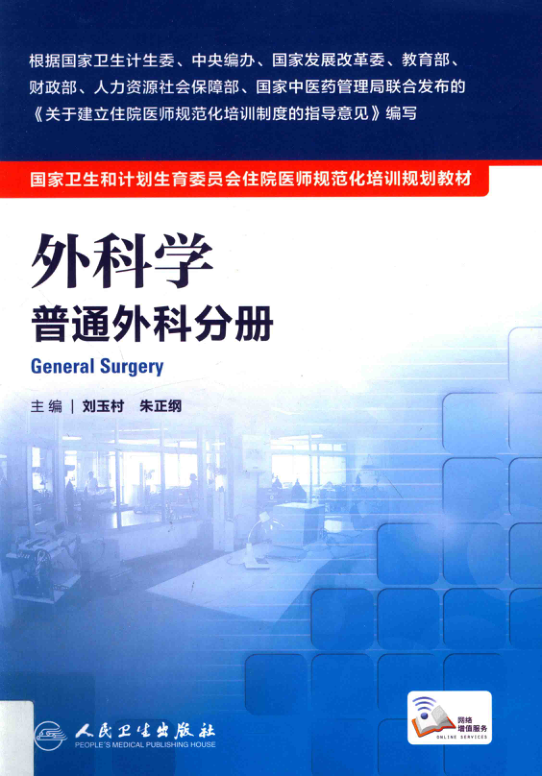 根据国家卫生计生委、中央编办、国家发展改革委、教育部、
财政部、人力资源社会保障部、国家中医药管理局联合发布的
《关于建立住院医师规范化培训制度的指导意见》编写
国家卫生和计划生育委员会住院医师规范化培训规划教材
外科学
普通外科分册
General Surgery
主编 | 刘玉村 朱正纲
人民卫生出版社
PEOPLE'S MEDICAL PUBLISHING HOUSE
网络
增值服务
ONLINE SERVICES